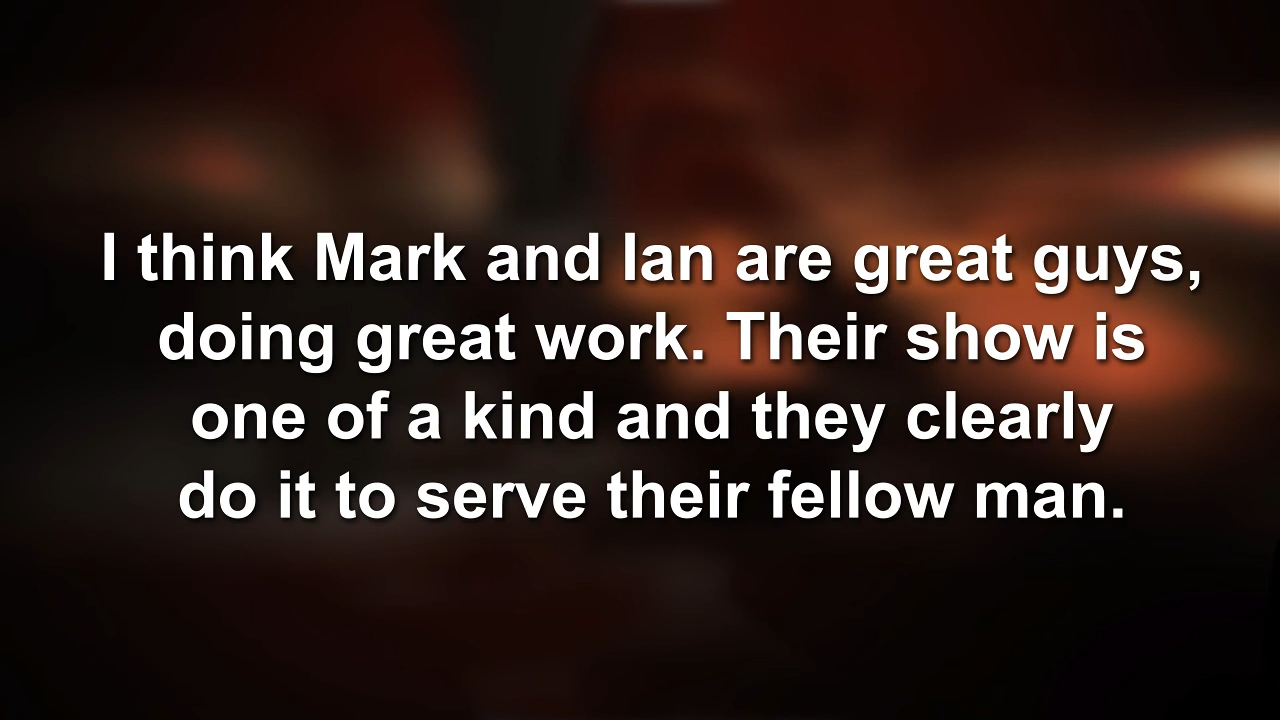 I think Mark and Ian are great guys,
doing great work. Their show is
one of a kind and they clearly
do it to serve their fellow man.